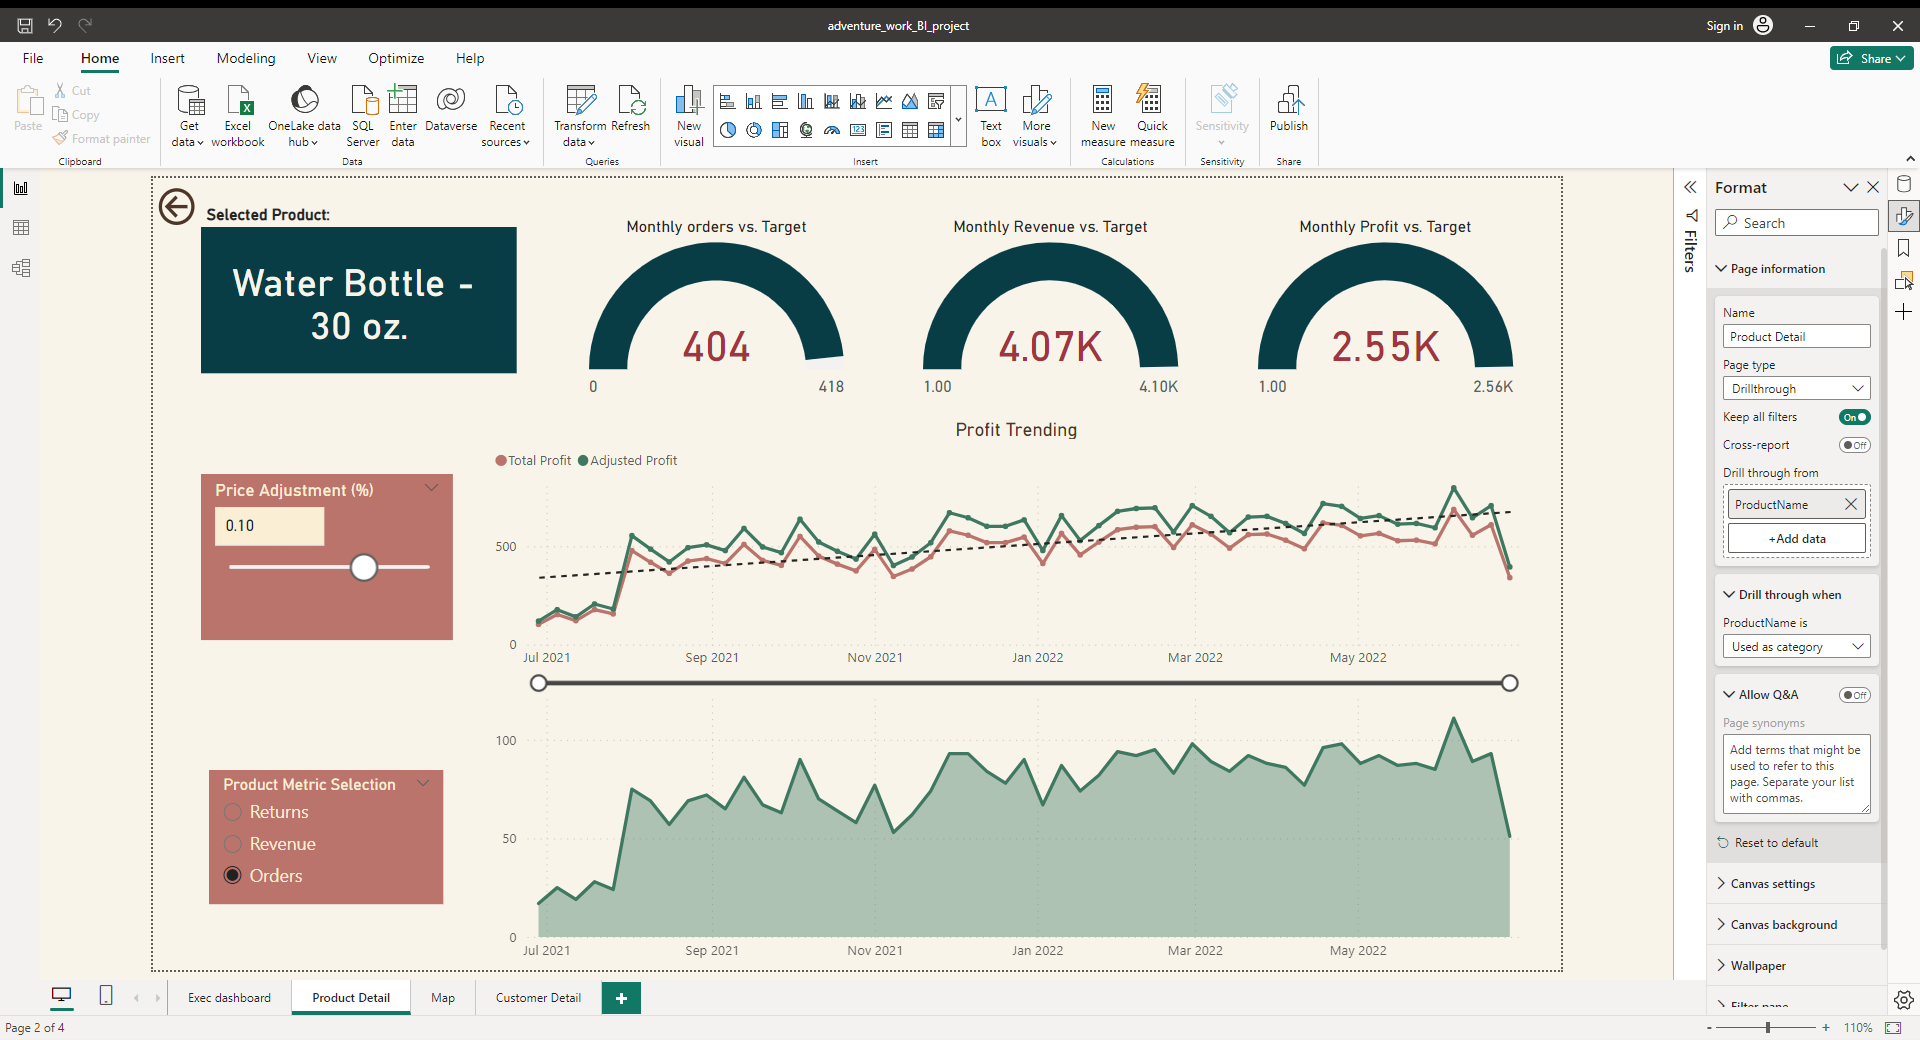 adventure_work_BI_project
Sign in
File
Home
Insert
Modeling
View
Optimize
Help
Share
Paste
Cut
Copy
Format painter
Clipboard
Get data
Excel workbook
OneLake data hub
SQL Server
Enter data
Dataverse
Recent sources
Data
Transform data
Refresh
Queries
New visual
Text box
More visuals
Insert
New measure
Quick measure
Calculations
Sensitivity
Sensitivity
Publish
Share
Selected Product:
Water Bottle -
30 oz.
Monthly orders vs. Target
404
0
418
Monthly Revenue vs. Target
4.07K
1.00
4.10K
Monthly Profit vs. Target
2.55K
1.00
2.56K
Profit Trending
Total Profit
Adjusted Profit
500
0
Jul 2021
Sep 2021
Nov 2021
Jan 2022
Mar 2022
May 2022
Price Adjustment (%)
0.10
100
50
0
Jul 2021
Sep 2021
Nov 2021
Jan 2022
Mar 2022
May 2022
Product Metric Selection
Returns
Revenue
Orders
Filters
Format
Search
Page information
Name
Product Detail
Page type
Drillthrough
Keep all filters
On
Cross-report
Off
Drill through from
ProductName
+Add data
Drill through when
ProductName is
Used as category
Allow Q&A
Off
Page synonyms
Add terms that might be
used to refer to this
page. Separate your list
with commas.
Reset to default
Canvas settings
Canvas background
Wallpaper
Filter pane
Exec dashboard
Product Detail
Map
Customer Detail
Page 2 of 4
- + 110%